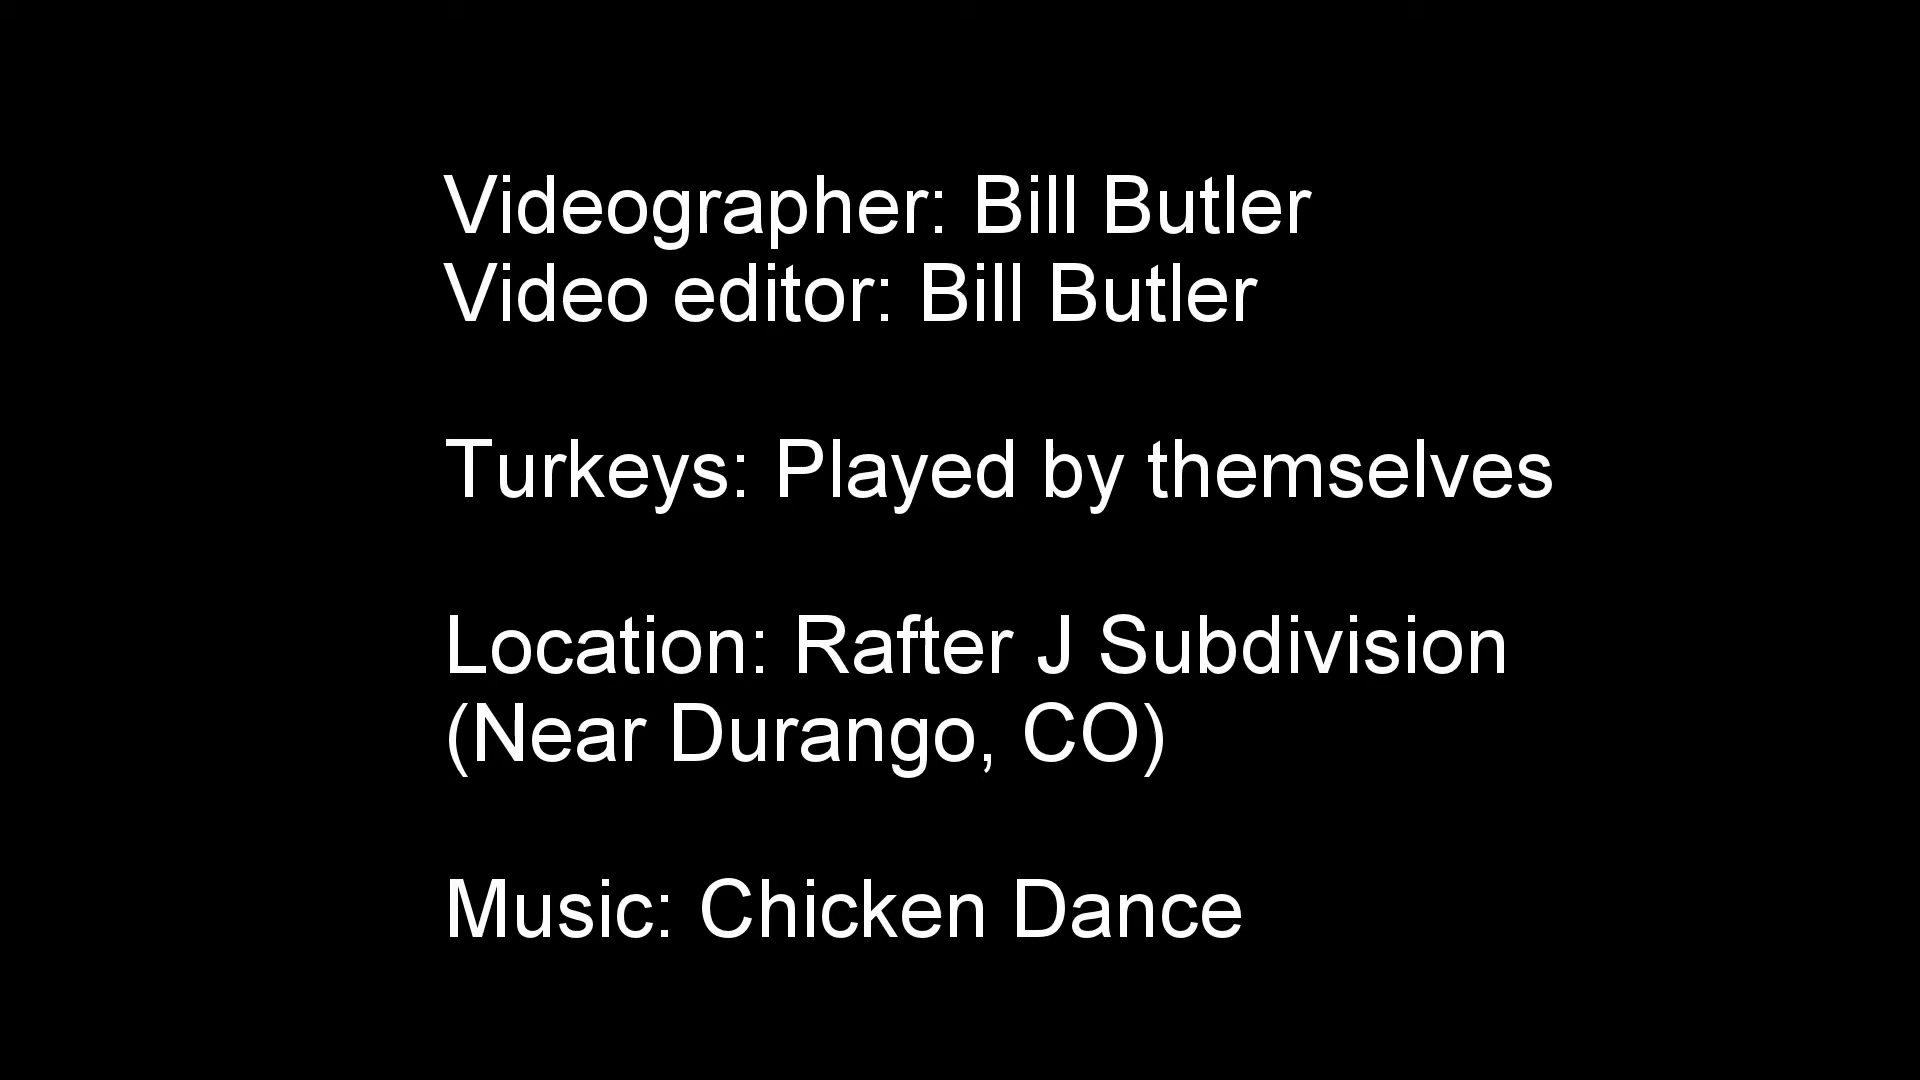 Videographer: Bill Butler
Video editor: Bill Butler
Turkeys: Played by themselves
Location: Rafter J Subdivision
(Near Durango, CO)
Music: Chicken Dance